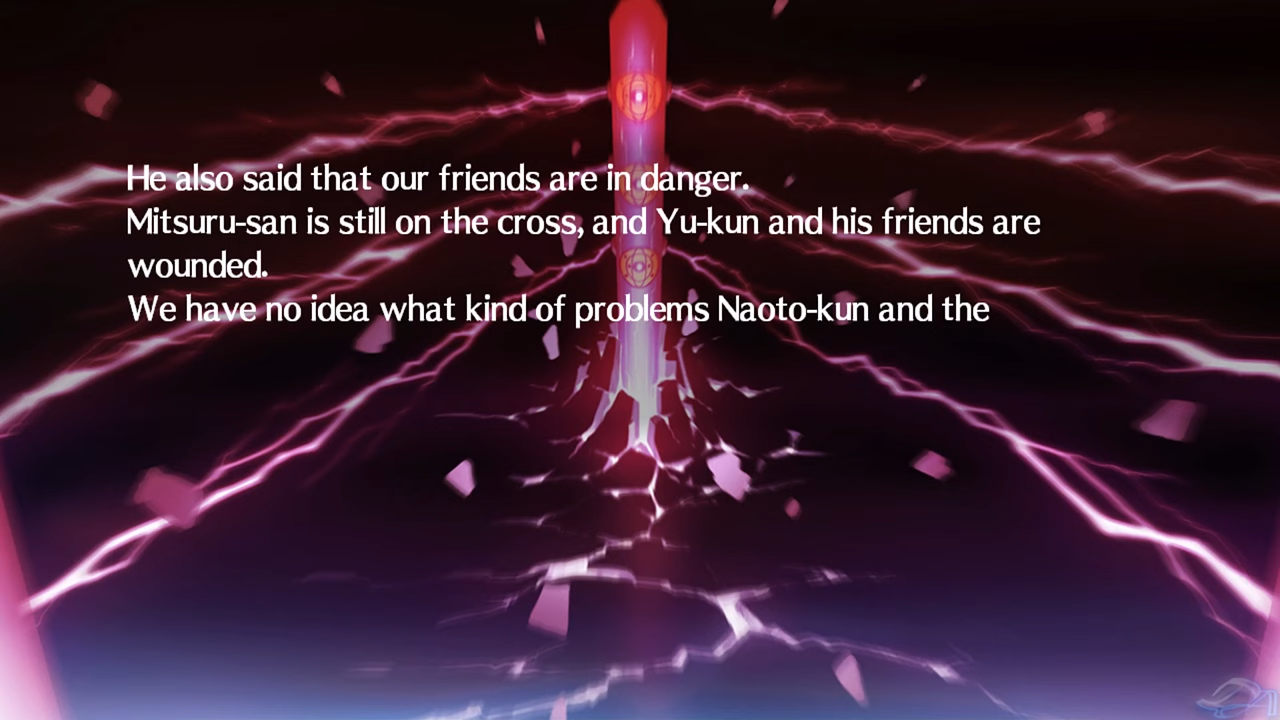 He also said that our friends are in danger.
Mitsuru-san is still on the cross, and Yu-kun and his friends are
wounded.
We have no idea what kind of problems Naoto-kun and the